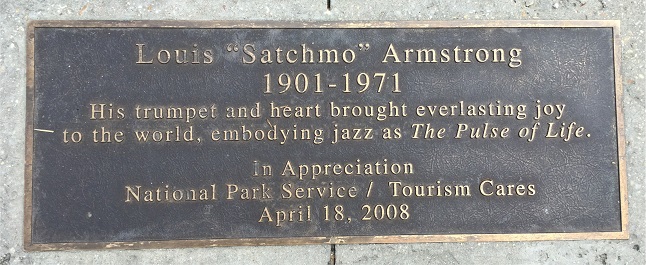 Louis “Satchmo” Armstrong
1901-1971
His trumpet and heart brought everlasting joy
to the world, embodying jazz as The Pulse of Life.
In Appreciation
National Park Service / Tourism Cares
April 18, 2008